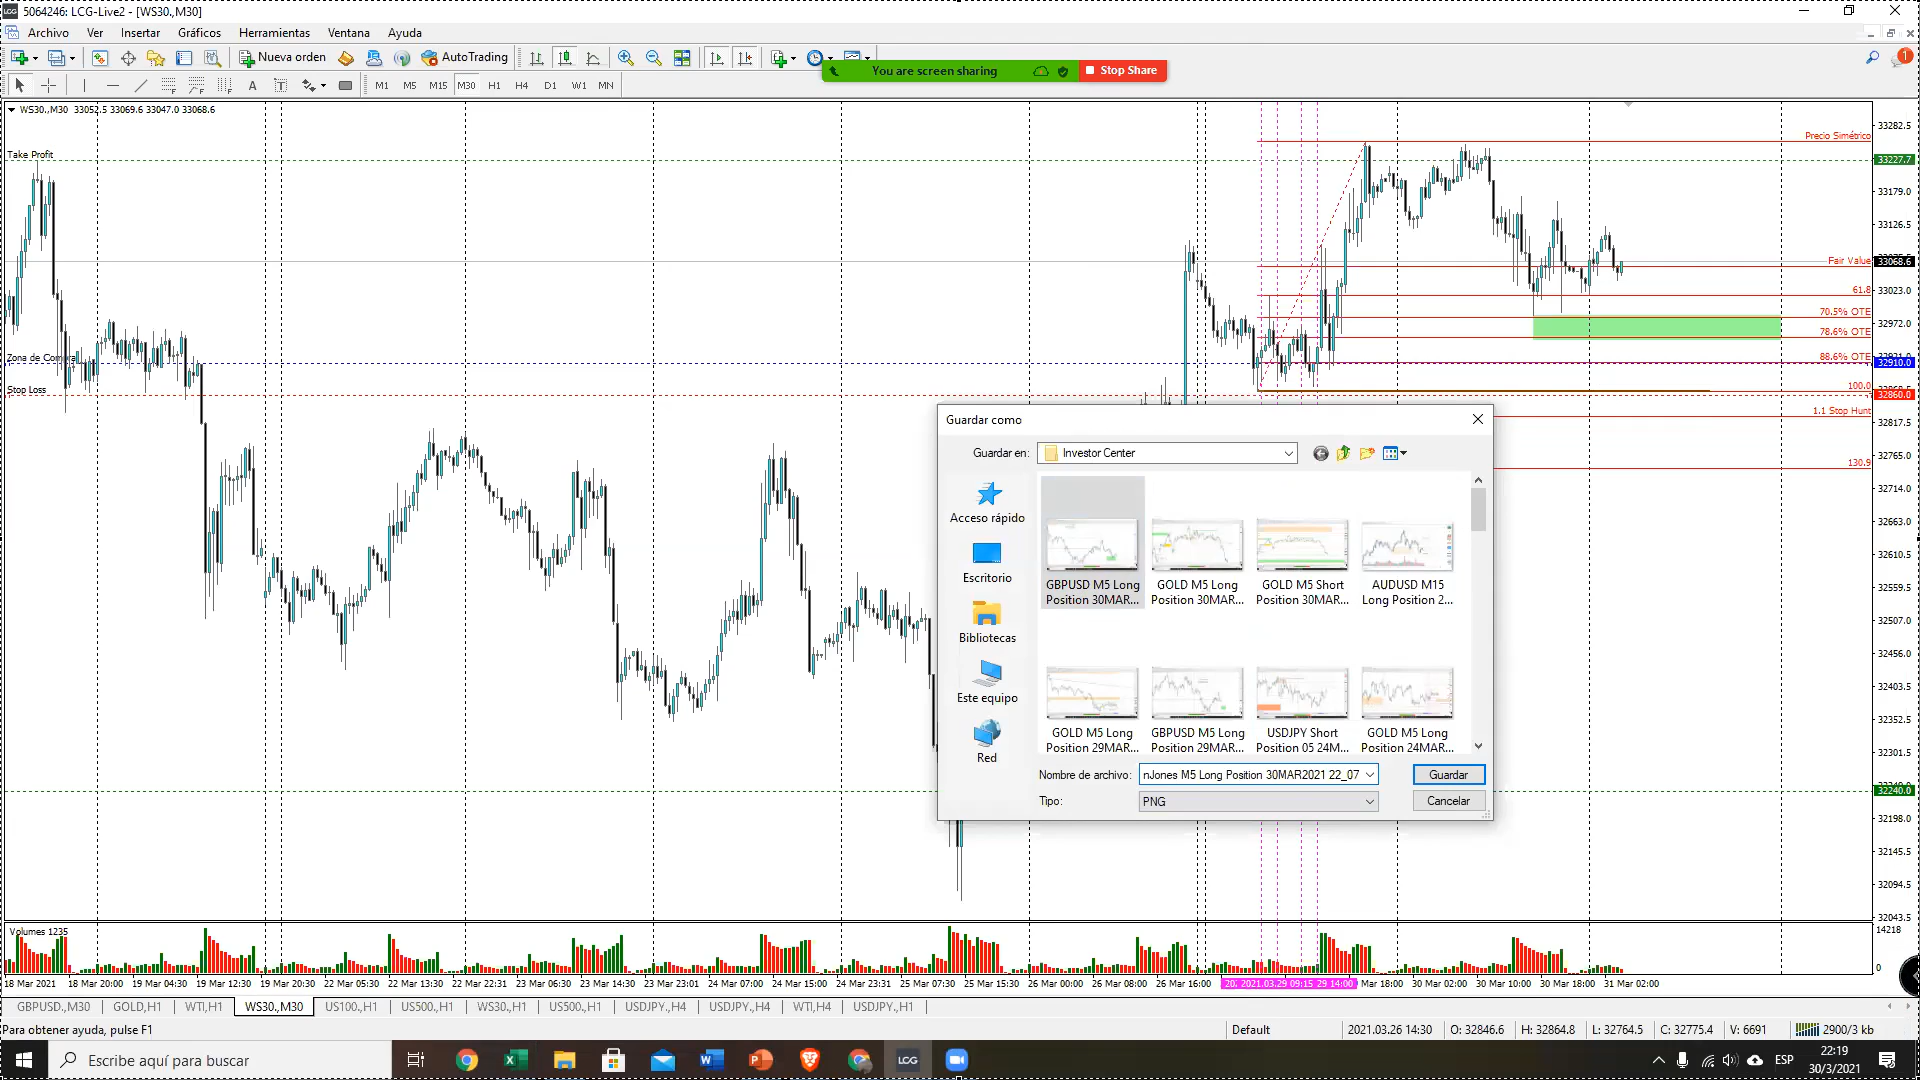 5064246: LCG-Live2 - [WS30.,M30]
Archivo Ver Insertar Gráficos Herramientas Ventana Ayuda
Nueva orden AutoTrading
You are screen sharing Stop Share
M1 M5 M15 M30 H1 H4 D1 W1 MN
WS30.,M30 33052.5 33069.6 33047.0 33068.6
33282.5
Precio Simétrico
Take Profit
33227.7
33179.0
33126.5
Fair Value
33068.6
61.8
33023.0
70.5% OTE
32972.0
78.6% OTE
Zona de Compra
88.6% OTE
32910.0
Stop Loss
100.0
32860.0
1.1 Stop Hunt
32817.5
130.9
32765.0
32714.0
32663.0
32610.5
32559.5
32507.0
32456.0
32403.5
32352.5
32301.5
32240.0
32198.0
32145.5
32094.5
32043.5
Guardar como
Guardar en: Investor Center
Acceso rápido
Escritorio
Bibliotecas
Este equipo
Red
GBPUSD M5 Long Position 30MAR...
GOLD M5 Long Position 30MAR...
GOLD M5 Short Position 30MAR...
AUDUSD M15 Long Position 2...
GOLD M5 Long Position 29MAR...
GBPUSD M5 Long Position 29MAR...
USDJPY Short Position 05 24M...
GOLD M5 Long Position 24MAR...
Nombre de archivo: nJones M5 Long Position 30MAR2021 22_07 Guardar
Tipo: PNG Cancelar
Volumes 1235
14218
0
18 Mar 2021 18 Mar 20:00 19 Mar 04:30 19 Mar 12:30 19 Mar 20:30 22 Mar 05:30 22 Mar 13:30 22 Mar 22:31 23 Mar 06:30 23 Mar 14:30 23 Mar 23:01 24 Mar 07:00 24 Mar 15:00 24 Mar 23:31 25 Mar 07:30 25 Mar 15:30 25 Mar 23:30 26 Mar 08:00 26 Mar 16:00 2021.03.29 09:15 29 14:00 Mar 18:00 30 Mar 02:00 30 Mar 10:00 30 Mar 18:00 31 Mar 02:00
GBPUSD.,M30 GOLD.,H1 WTI,H1 WS30.,M30 US100.,H1 US500.,H1 WS30.,H1 US500.,H1 USDJPY.,H4 USDJPY.,H4 WTI,H4 USDJPY.,H1
Para obtener ayuda, pulse F1 Default 2021.03.26 14:30 O: 32846.6 H: 32864.8 L: 32764.5 C: 32775.4 V: 6691 2900/3 kb
Escribe aquí para buscar LCG ESP 22:19
30/3/2021